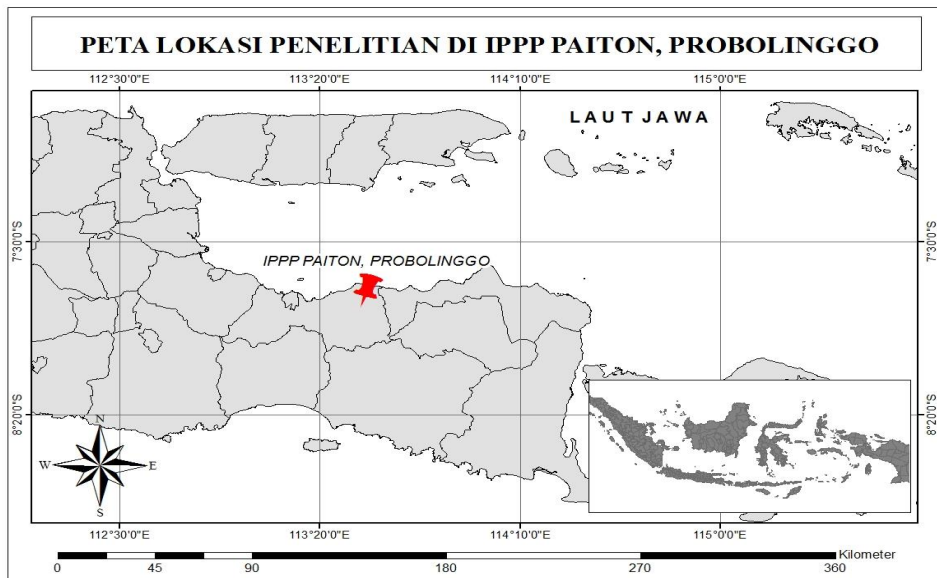 PETA LOKASI PENELITIAN DI IPPP PAITON, PROBOLINGGO
112°30'0"E 113°20'0"E 114°10'0"E 115°0'0"E
LAUT JAWA
7°30'0"S 7°30'0"S
IPPP PAITON, PROBOLINGGO
8°20'0"S 8°20'0"S
N
W E
S
112°30'0"E 113°20'0"E 114°10'0"E 115°0'0"E
Kilometer
0 45 90 180 270 360